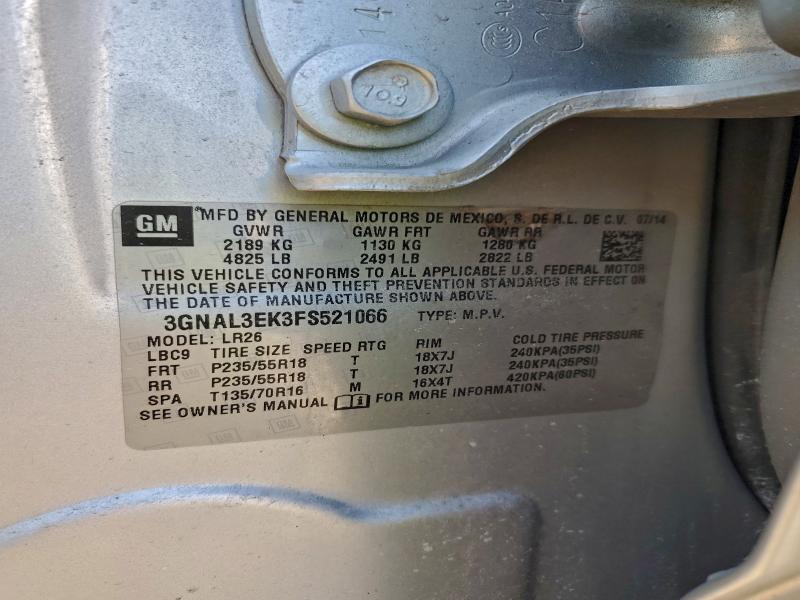 14
10.9
GM
MFD BY GENERAL MOTORS DE MEXICO, S. DE R.L. DE C.V. 07/14
GVWR GAWR FRT GAWR RR
2189 KG 1130 KG 1280 KG
4825 LB 2491 LB 2822 LB
THIS VEHICLE CONFORMS TO ALL APPLICABLE U.S. FEDERAL MOTOR
VEHICLE SAFETY AND THEFT PREVENTION STANDARDS IN EFFECT ON
THE DATE OF MANUFACTURE SHOWN ABOVE.
3GNAL3EK3FS521066 TYPE: M.P.V.
MODEL: LR26
LBC9 TIRE SIZE SPEED RTG RIM COLD TIRE PRESSURE
FRT P235/55R18 T 18X7J 240KPA(35PSI)
RR P235/55R18 T 18X7J 240KPA(35PSI)
SPA T135/70R16 M 16X4T 420KPA(60PSI)
SEE OWNER'S MANUAL FOR MORE INFORMATION.